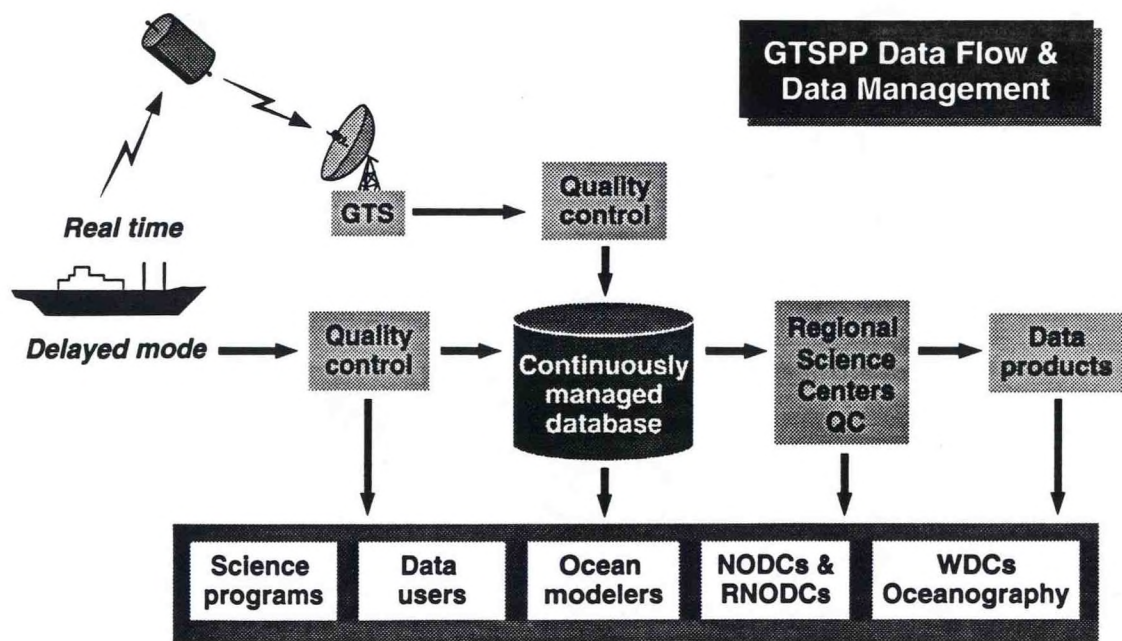 GTSPP Data Flow &
Data Management
Real time
GTS
Quality
control
Delayed mode
Quality
control
Continuously
managed
database
Regional
Science
Centers
QC
Data
products
Science
programs
Data
users
Ocean
modelers
NODCs &
RNODCs
WDCs
Oceanography